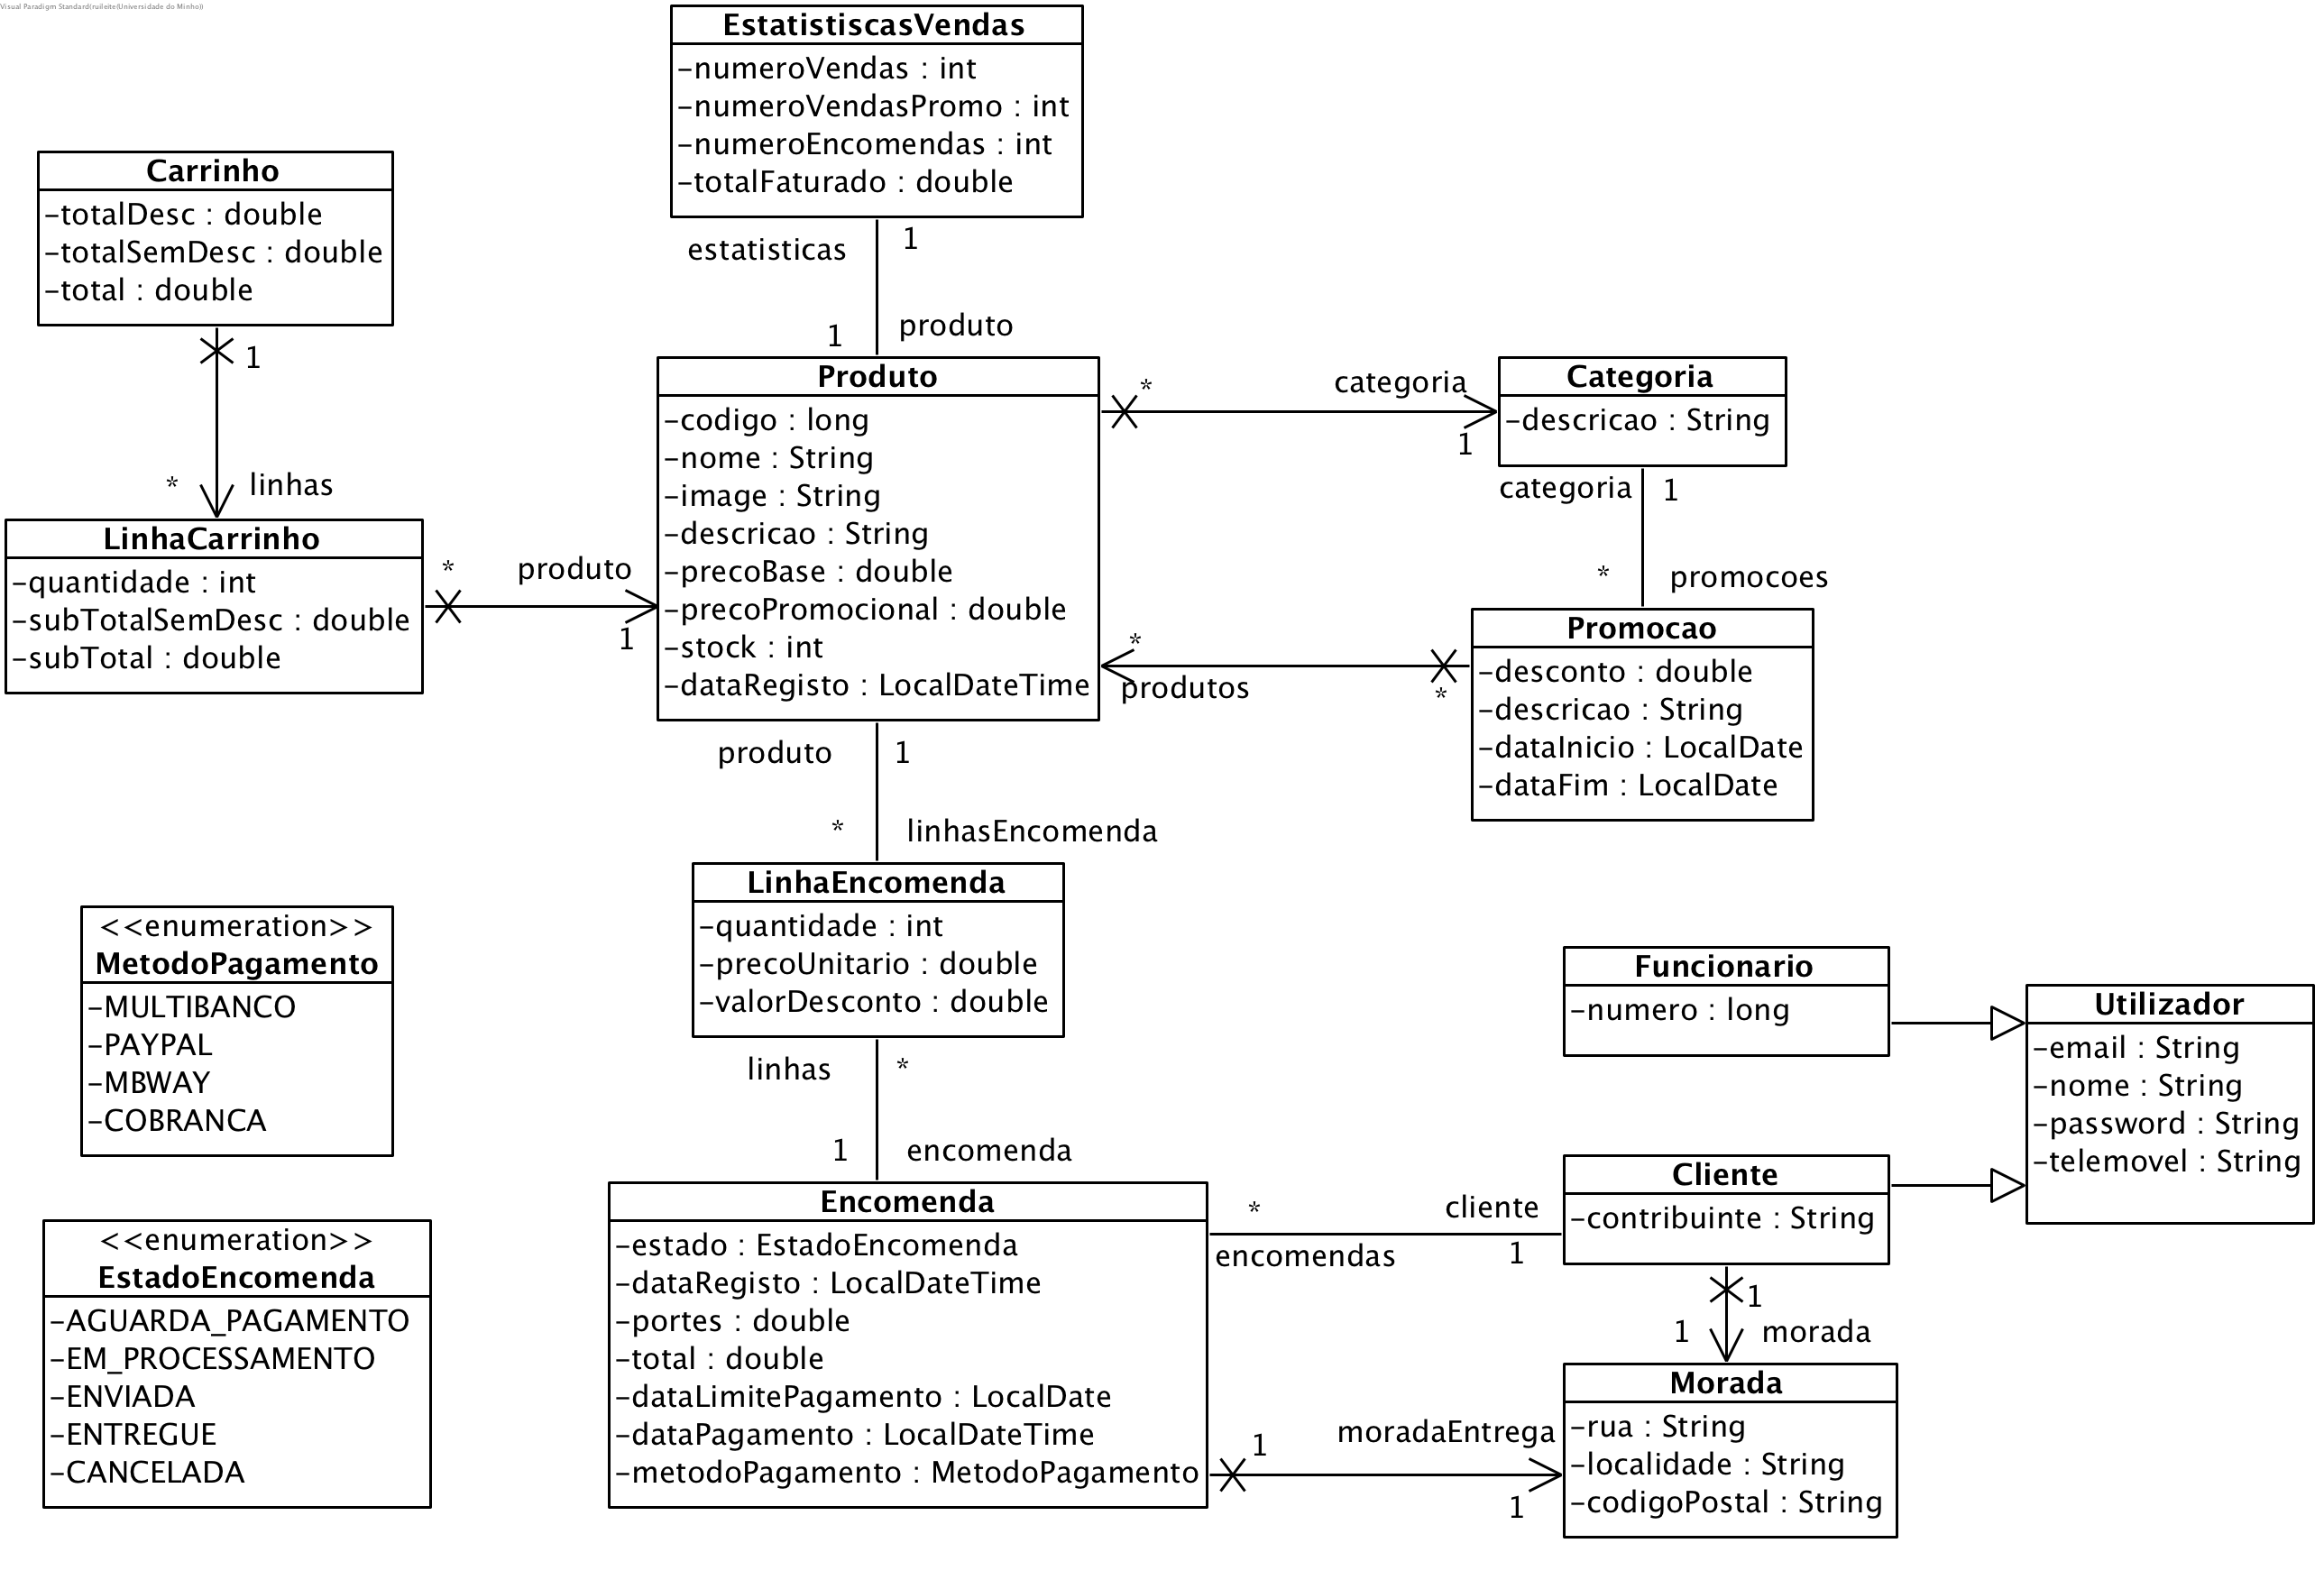 Visual Paradigm Standard(ruileite(Universidade do Minho))
EstatistiscasVendas
-numeroVendas : int
-numeroVendasPromo : int
-numeroEncomendas : int
-totalFaturado : double
Carrinho
-totalDesc : double
-totalSemDesc : double
-total : double
estatisticas
1
1
produto
1
*
linhas
Produto
-codigo : long
-nome : String
-image : String
-descricao : String
-precoBase : double
-precoPromocional : double
-stock : int
-dataRegisto : LocalDateTime
*
categoria
1
Categoria
-descricao : String
categoria
1
*
promocoes
LinhaCarrinho
-quantidade : int
-subTotalSemDesc : double
-subTotal : double
*
produto
1
*
produtos
*
Promocao
-desconto : double
-descricao : String
-dataInicio : LocalDate
-dataFim : LocalDate
produto
1
*
linhasEncomenda
LinhaEncomenda
-quantidade : int
-precoUnitario : double
-valorDesconto : double
<<enumeration>>
MetodoPagamento
-MULTIBANCO
-PAYPAL
-MBWAY
-COBRANCA
Funcionario
-numero : long
Utilizador
-email : String
-nome : String
-password : String
-telemovel : String
linhas
*
1
encomenda
Cliente
-contribuinte : String
Encomenda
-estado : EstadoEncomenda
-dataRegisto : LocalDateTime
-portes : double
-total : double
-dataLimitePagamento : LocalDate
-dataPagamento : LocalDateTime
-metodoPagamento : MetodoPagamento
*
cliente
encomendas
1
<<enumeration>>
EstadoEncomenda
-AGUARDA_PAGAMENTO
-EM_PROCESSAMENTO
-ENVIADA
-ENTREGUE
-CANCELADA
1
1
morada
Morada
-rua : String
-localidade : String
-codigoPostal : String
1
moradaEntrega
1